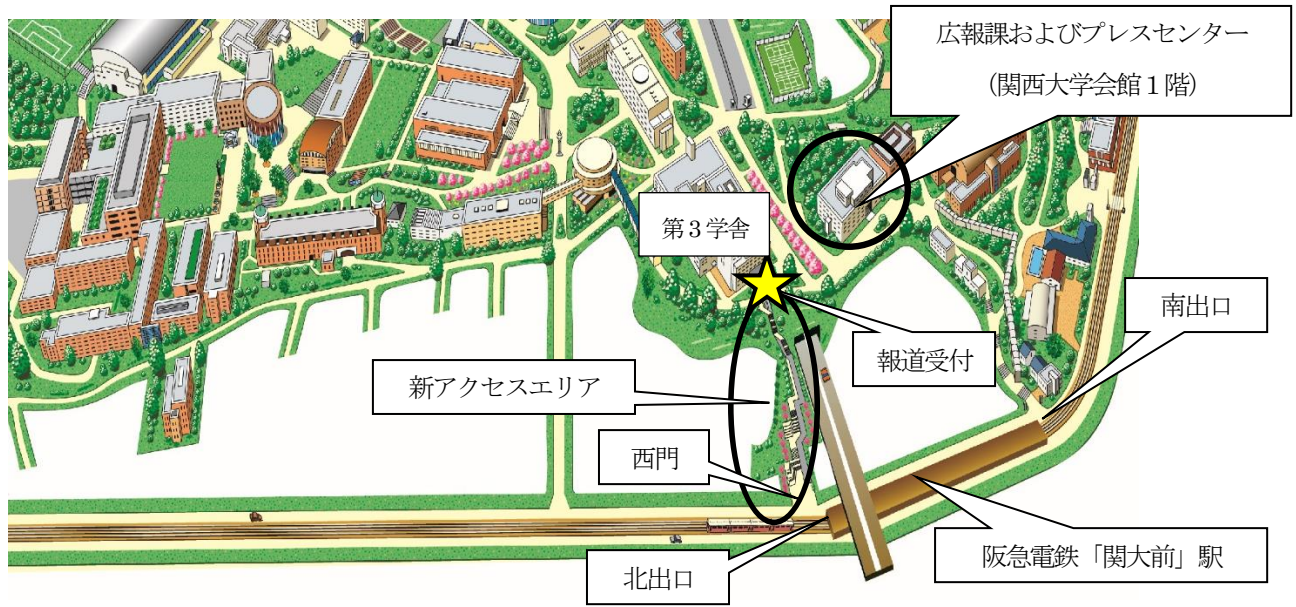 広報課およびプレスセンター
(関西大学会館１階)
第３学舎
南出口
報道受付
新アクセスエリア
西門
阪急電鉄「関大前」駅
北出口